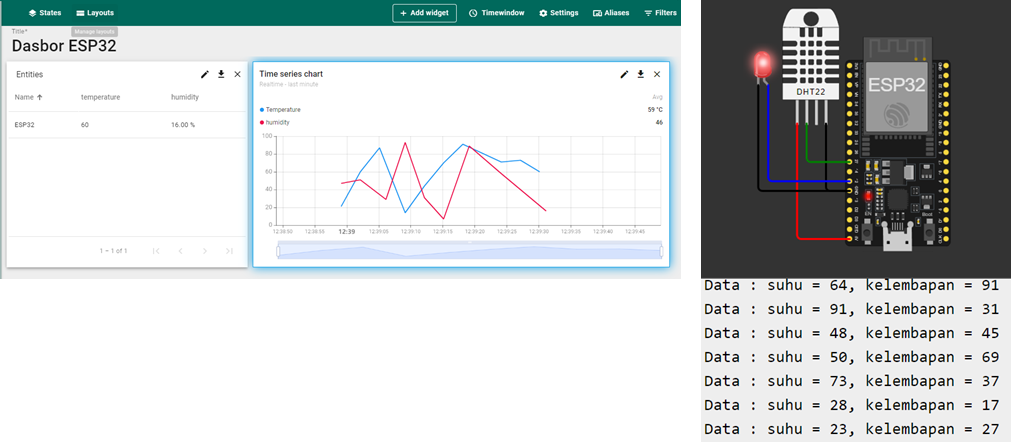 States
Layouts
Add widget
Timewindow
Settings
Aliases
Filters
Title*
Manage layouts
Dasbor ESP32
Entities
Name
temperature
humidity
ESP32
60
16.00 %
1 – 1 of 1
Time series chart
Realtime - last minute
Avg
Temperature
59 °C
humidity
46
100
80
60
40
20
0
12:38:50
12:38:55
12:39
12:39:05
12:39:10
12:39:15
12:39:20
12:39:25
12:39:30
12:39:35
12:39:40
12:39:45
DHT22
ESP32
EN
Boot
Data : suhu = 64, kelembapan = 91
Data : suhu = 91, kelembapan = 31
Data : suhu = 48, kelembapan = 45
Data : suhu = 50, kelembapan = 69
Data : suhu = 73, kelembapan = 37
Data : suhu = 28, kelembapan = 17
Data : suhu = 23, kelembapan = 27